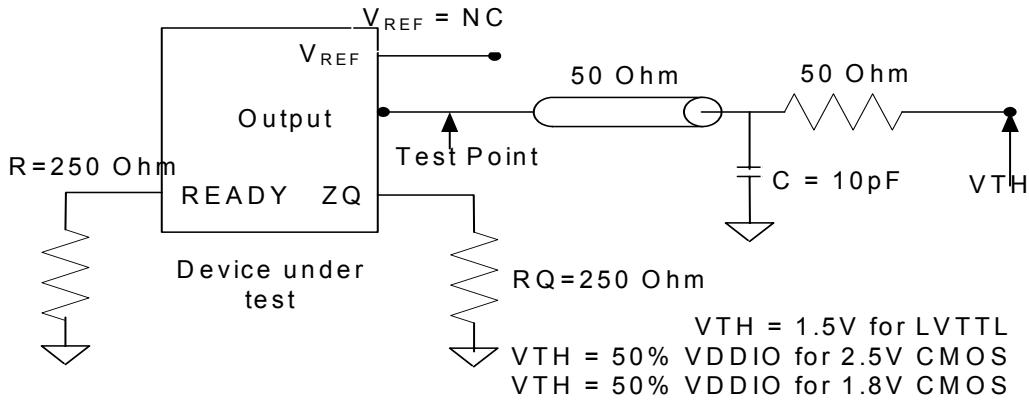 V_REF = NC
V_REF
50 Ohm
50 Ohm
Output
Test Point
R=250 Ohm
READY ZQ
C = 10pF
VTH
Device under
test
RQ=250 Ohm
VTH = 1.5V for LVTTL
VTH = 50% VDDIO for 2.5V CMOS
VTH = 50% VDDIO for 1.8V CMOS